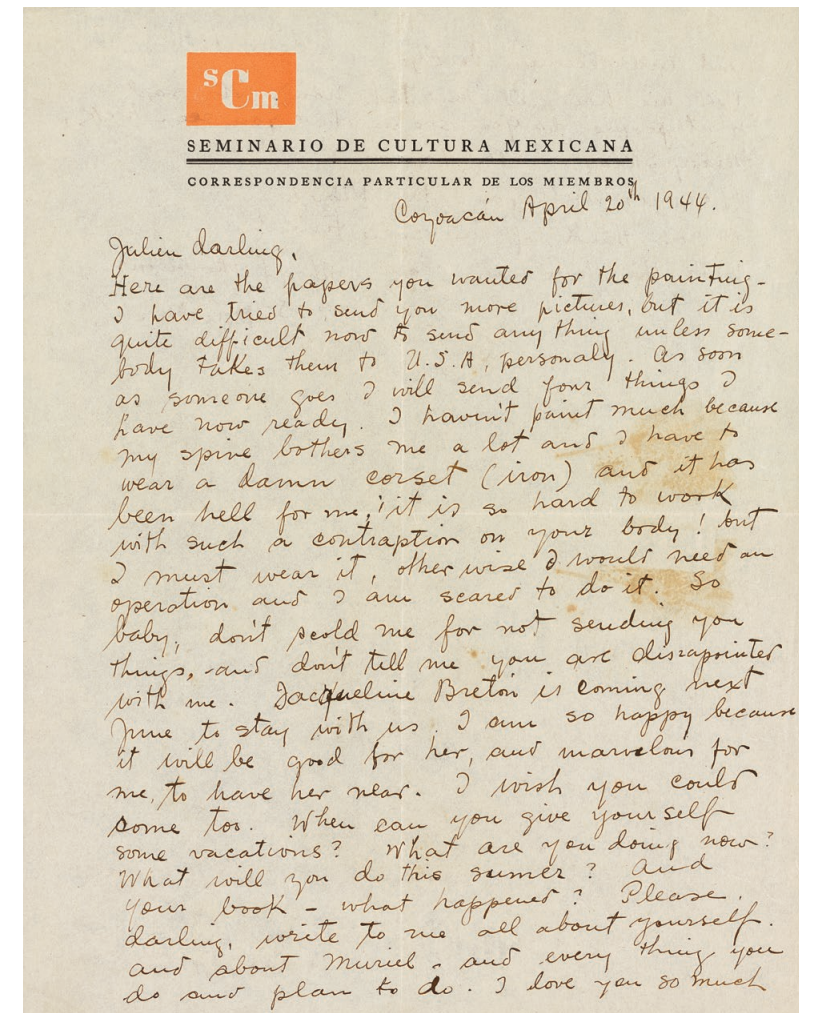 sCm
SEMINARIO DE CULTURA MEXICANA
CORRESPONDENCIA PARTICULAR DE LOS MIEMBROS
Coyoacán April 20th 1944.
Julien darling,
Here are the papers you wanted for the painting-
I have tried to send you more pictures, but it is
quite difficult now to send any thing unless some-
body takes them to U.S.A, personaly. As soon
as someone goes I will send four things I
have now ready. I haven't paint much because
my spine bothers me a lot and I have to
wear a damn corset (iron) and it has
been hell for me, it is so hard to work
with such a contraption on your body! but
I must wear it, other wise I would need an
operation and I am scared to do it. So
baby, don't scold me for not sending you
things, and don't tell me you are disapointed
with me. Jacqueline Breton is coming next
June to stay with us. I am so happy because
it will be good for her, and marvelous for
me, to have her near. I wish you could
come too. When can you give yourself
some vacations? What are you doing now?
What will you do this sumer? And
your book - what happened? Please,
darling, write to me all about yourself.
and about Muriel - and every thing you
do and plan to do. I love you so much